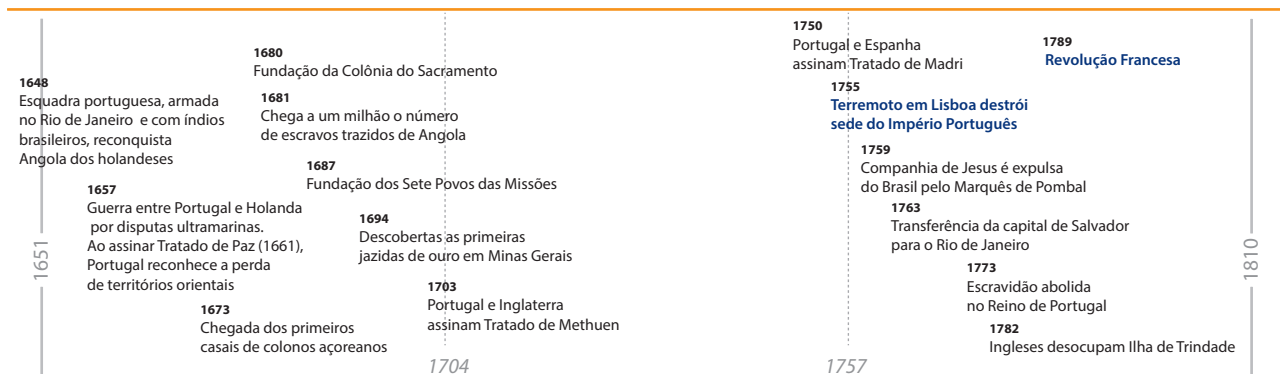 1648
Esquadra portuguesa, armada
no Rio de Janeiro e com índios
brasileiros, reconquista
Angola dos holandeses
1657
Guerra entre Portugal e Holanda
por disputas ultramarinas.
Ao assinar Tratado de Paz (1661),
Portugal reconhece a perda
de territórios orientais
1673
Chegada dos primeiros
casais de colonos açoreanos
1680
Fundação da Colônia do Sacramento
1681
Chega a um milhão o número
de escravos trazidos de Angola
1687
Fundação dos Sete Povos das Missões
1694
Descobertas as primeiras
jazidas de ouro em Minas Gerais
1703
Portugal e Inglaterra
assinam Tratado de Methuen
1750
Portugal e Espanha
assinam Tratado de Madri
1755
Terremoto em Lisboa destrói
sede do Império Português
1759
Companhia de Jesus é expulsa
do Brasil pelo Marquês de Pombal
1763
Transferência da capital de Salvador
para o Rio de Janeiro
1773
Escravidão abolida
no Reino de Portugal
1782
Ingleses desocupam Ilha de Trindade
1789
Revolução Francesa
1651
1704
1757
1810